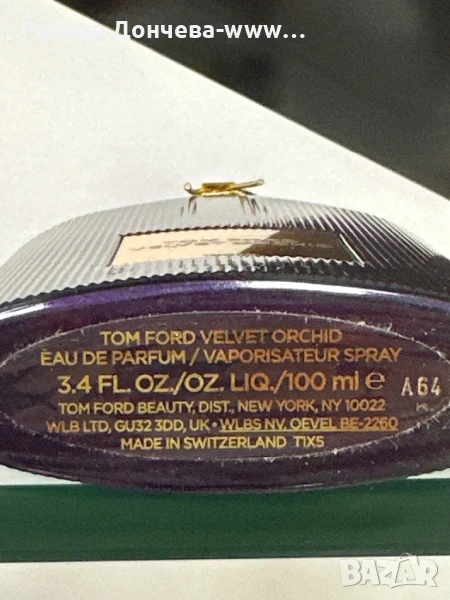 Дончева-www...
TOM FORD VELVET ORCHID
EAU DE PARFUM / VAPORISATEUR SPRAY
3.4 FL. OZ./OZ. LIQ./100 ml ℮ A64
TOM FORD BEAUTY, DIST., NEW YORK, NY 10022
WLB LTD, GU32 3DD, UK • WLBS NV. OEVEL BE-2260
MADE IN SWITZERLAND T1X5
BAZAR